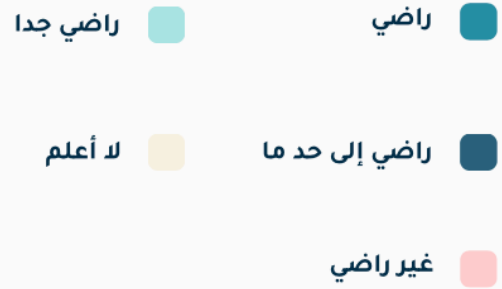 راضي
راضي جدا
راضي إلى حد ما
لا أعلم
غير راضي